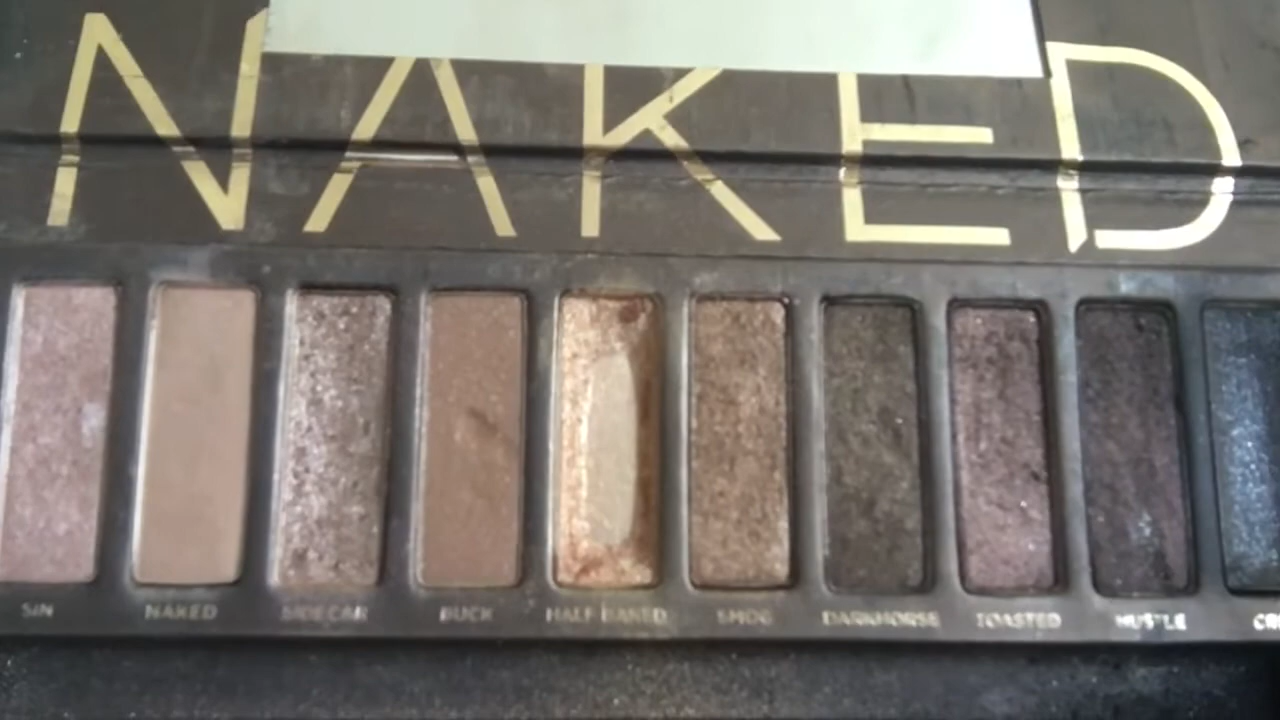 NAKED
SIN NAKED SIDECAR BUCK HALF BAKED SMOG DARKHORSE TOASTED HUSTLE